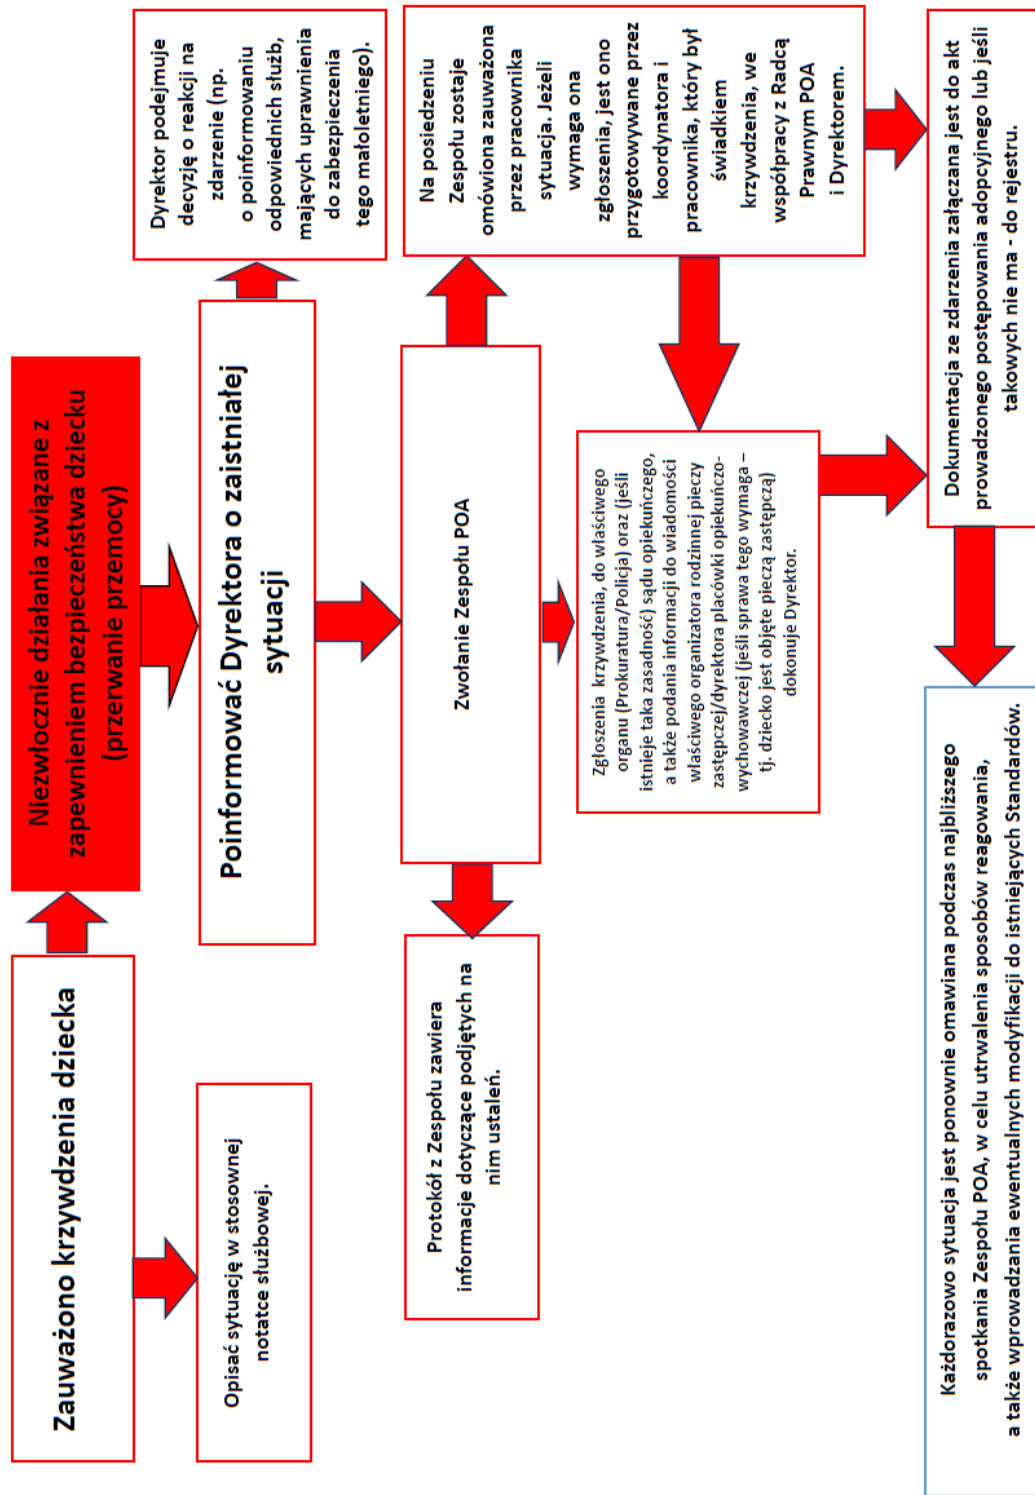 Zauważono krzywdzenia dziecka
Niezwłocznie działania związane z
zapewnieniem bezpieczeństwa dziecku
(przerwanie przemocy)
Opisać sytuację w stosownej
notatce służbowej.
Poinformować Dyrektora o zaistniałej
sytuacji
Dyrektor podejmuje
decyzję o reakcji na
zdarzenie (np.
o poinformowaniu
odpowiednich służb,
mających uprawnienia
do zabezpieczenia
tego małoletniego).
Protokół z Zespołu zawiera
informacje dotyczące podjętych na
nim ustaleń.
Zwołanie Zespołu POA
Na posiedzeniu
Zespołu zostaje
omówiona zauważona
przez pracownika
sytuacja. Jeżeli
wymaga ona
zgłoszenia, jest ono
przygotowywane przez
koordynatora i
pracownika, który był
świadkiem
krzywdzenia, we
współpracy z Radcą
Prawnym POA
i Dyrektorem.
Zgłoszenia krzywdzenia, do właściwego
organu (Prokuratura/Policja) oraz (jeśli
istnieje taka zasadność) sądu opiekuńczego,
a także podania informacji do wiadomości
właściwego organizatora rodzinnej pieczy
zastępczej/dyrektora placówki opiekuńczo-
wychowawczej (jeśli sprawa tego wymaga –
tj. dziecko jest objęte pieczą zastępczą)
dokonuje Dyrektor.
Każdorazowo sytuacja jest ponownie omawiana podczas najbliższego
spotkania Zespołu POA, w celu utrwalenia sposobów reagowania,
a także wprowadzania ewentualnych modyfikacji do istniejących Standardów.
Dokumentacja ze zdarzenia załączana jest do akt
prowadzonego postępowania adopcyjnego lub jeśli
takowych nie ma - do rejestru.